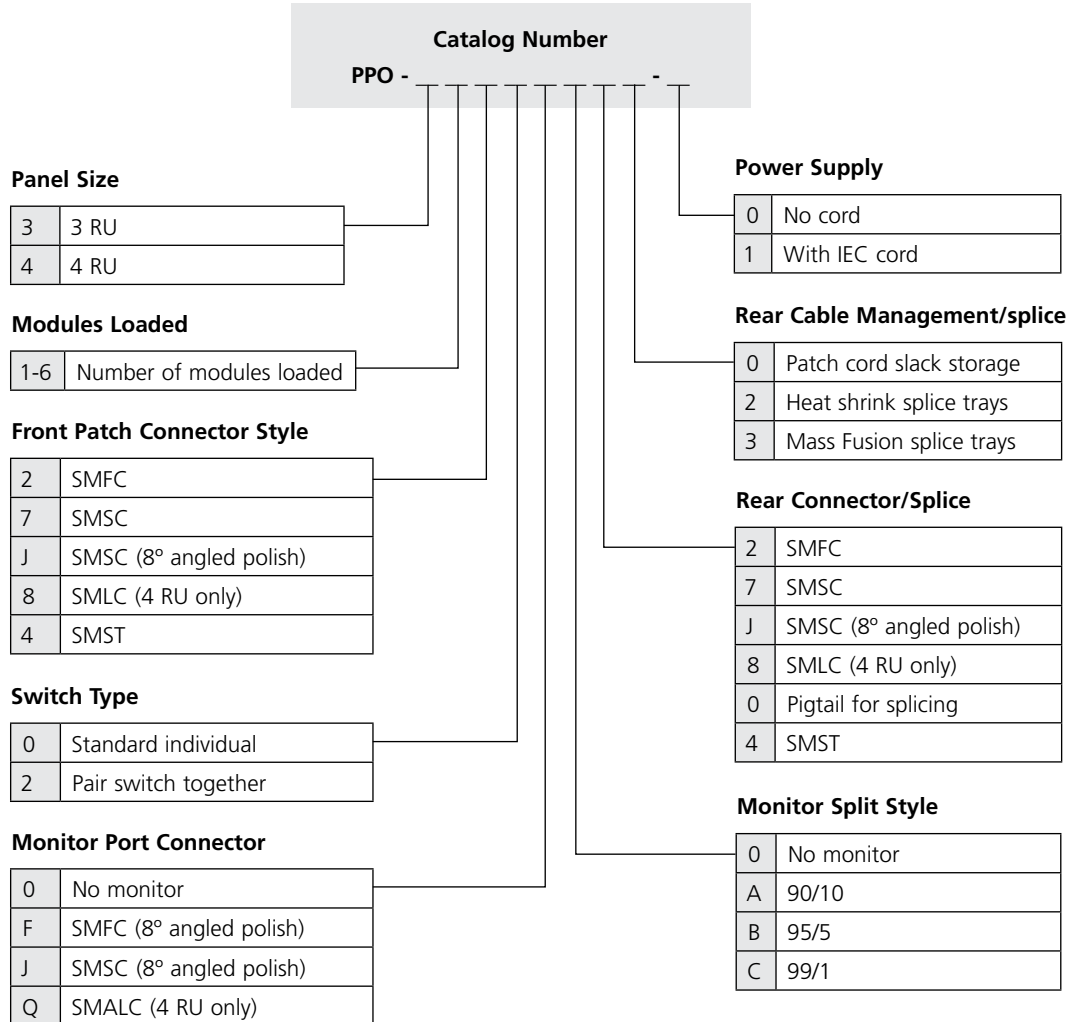 Catalog Number
PPO - _ _ _ _ _ _ _ _ - _
Panel Size
3 3 RU
4 4 RU
Modules Loaded
1-6 Number of modules loaded
Front Patch Connector Style
2 SMFC
7 SMSC
J SMSC (8º angled polish)
8 SMLC (4 RU only)
4 SMST
Switch Type
0 Standard individual
2 Pair switch together
Monitor Port Connector
0 No monitor
F SMFC (8º angled polish)
J SMSC (8º angled polish)
Q SMALC (4 RU only)
Power Supply
0 No cord
1 With IEC cord
Rear Cable Management/splice
0 Patch cord slack storage
2 Heat shrink splice trays
3 Mass Fusion splice trays
Rear Connector/Splice
2 SMFC
7 SMSC
J SMSC (8º angled polish)
8 SMLC (4 RU only)
0 Pigtail for splicing
4 SMST
Monitor Split Style
0 No monitor
A 90/10
B 95/5
C 99/1